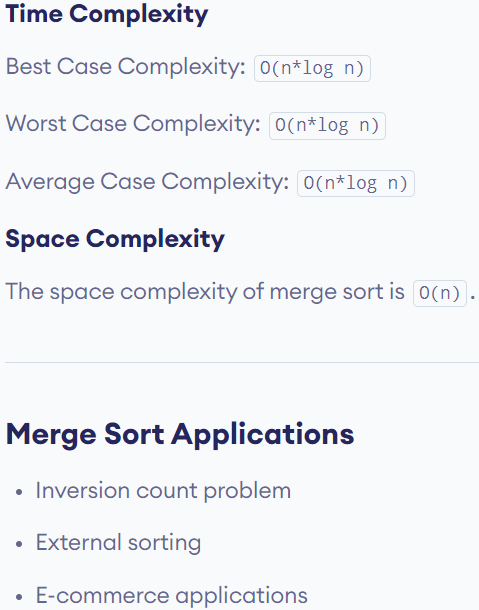 Time Complexity
Best Case Complexity: O(n*log n)
Worst Case Complexity: O(n*log n)
Average Case Complexity: O(n*log n)
Space Complexity
The space complexity of merge sort is O(n).
Merge Sort Applications
• Inversion count problem
• External sorting
• E-commerce applications